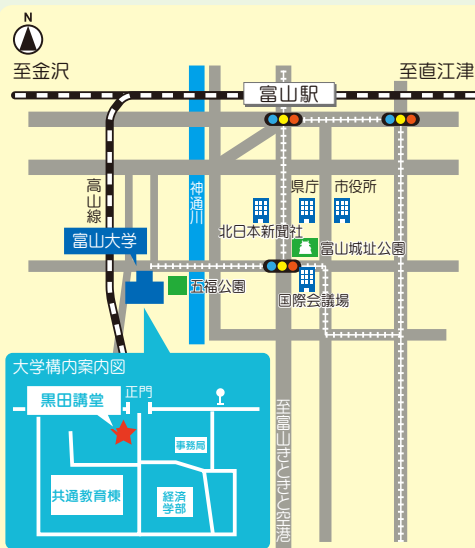 N
至金沢
至直江津
富山駅
高山線
神通川
県庁
市役所
北日本新聞社
富山大学
富山城址公園
五福公園
国際会議場
至富山きときと空港
大学構内案内図
黒田講堂
正門
事務局
共通教育棟
経済
学部